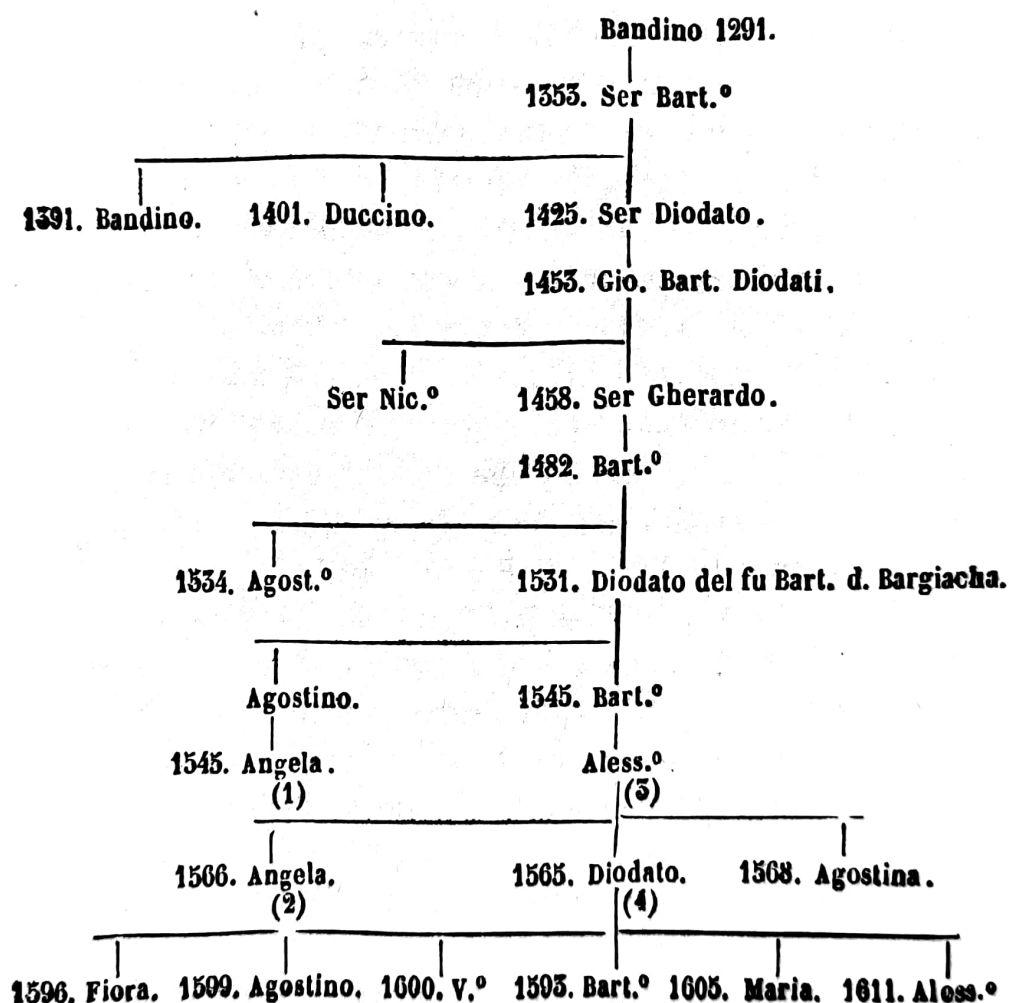 Bandino 1291.
1353. Ser Bart.º
1391. Bandino. 1401. Duccino. 1425. Ser Diodato.
1453. Gio. Bart. Diodati.
Ser Nic.º 1458. Ser Gherardo.
1482. Bart.º
1534. Agost.º 1531. Diodato del fu Bart. d. Bargiacha.
Agostino. 1545. Bart.º
1545. Angela. Aless.º
(1) (3)
1566. Angela. 1565. Diodato. 1568. Agostina.
(2) (4)
1596. Fiora. 1599. Agostino. 1600. V.º 1593. Bart.º 1605. Maria. 1611. Aless.º